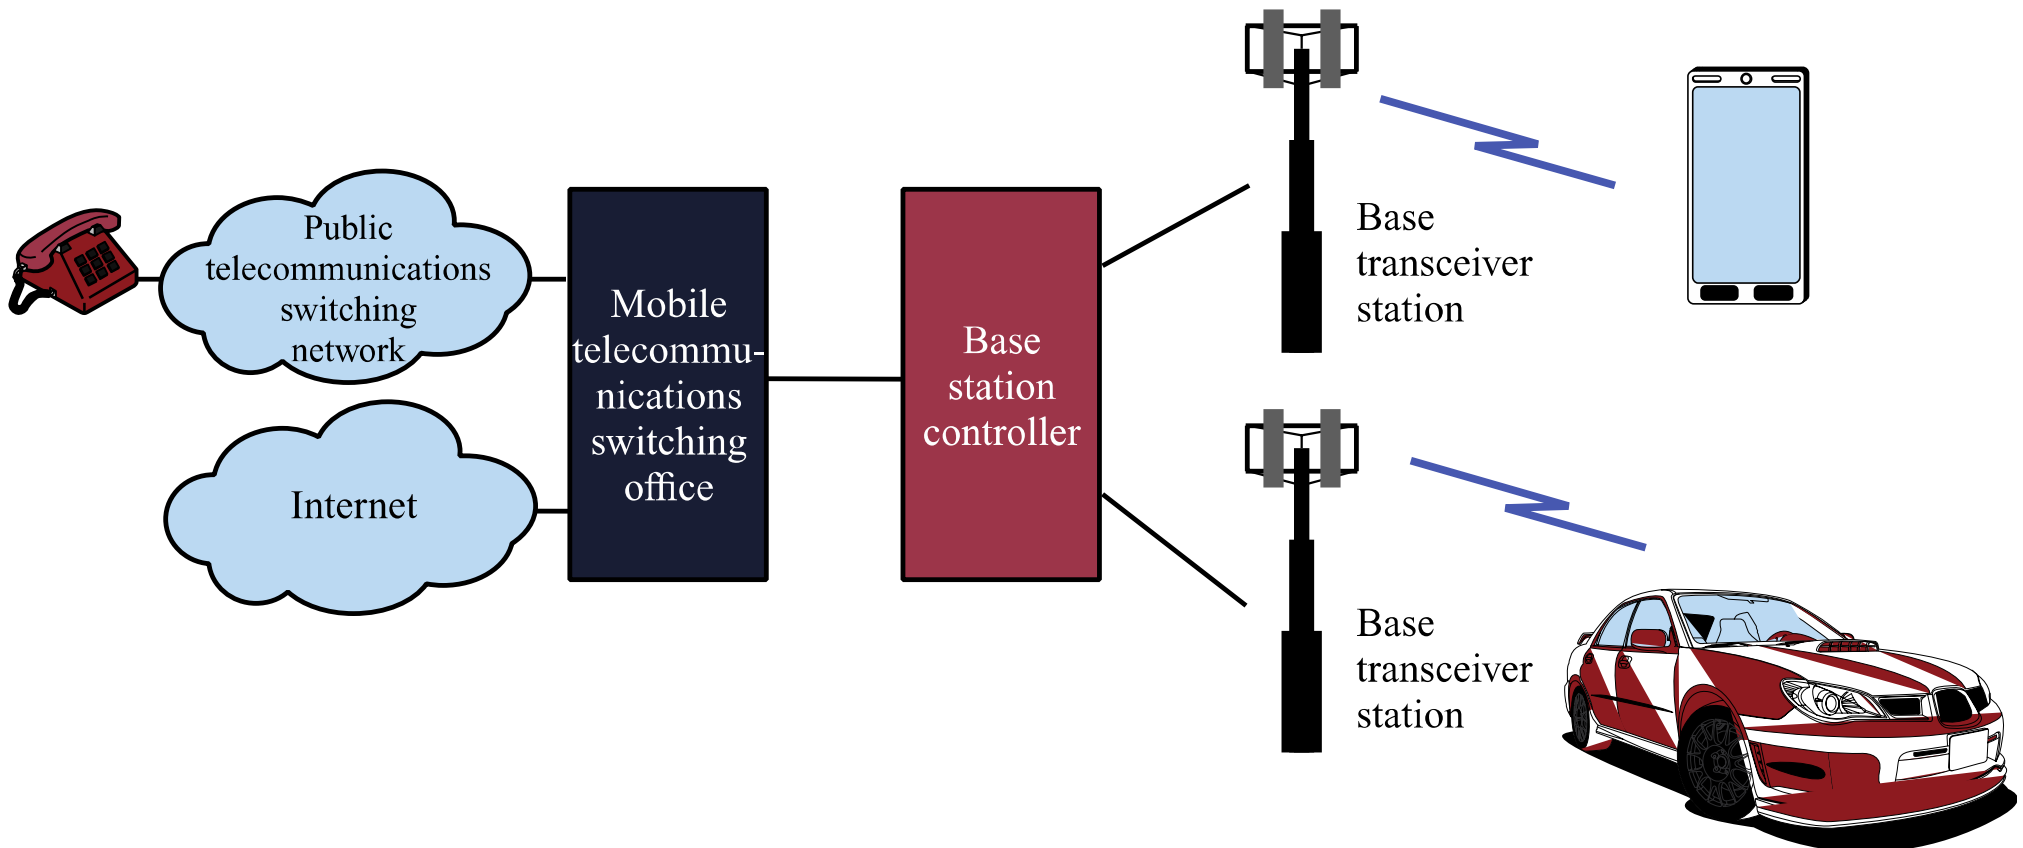 Public
telecommunications
switching
network
Internet
Mobile
telecommu-
nications
switching
office
Base
station
controller
Base
transceiver
station
Base
transceiver
station